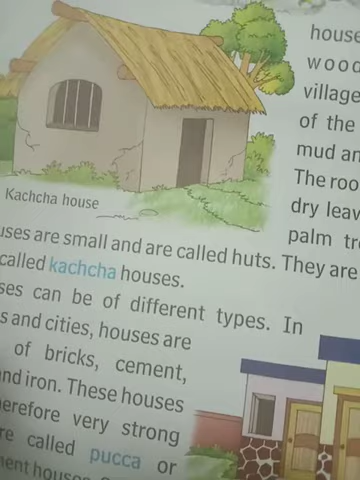 house
wood
village
of the
mud an
The roo
dry leav
palm tr
Kachcha house
uses are small and are called huts. They are
called kachcha houses.
ses can be of different types. In
s and cities, houses are
of bricks, cement,
and iron. These houses
herefore very strong
re called pucca or